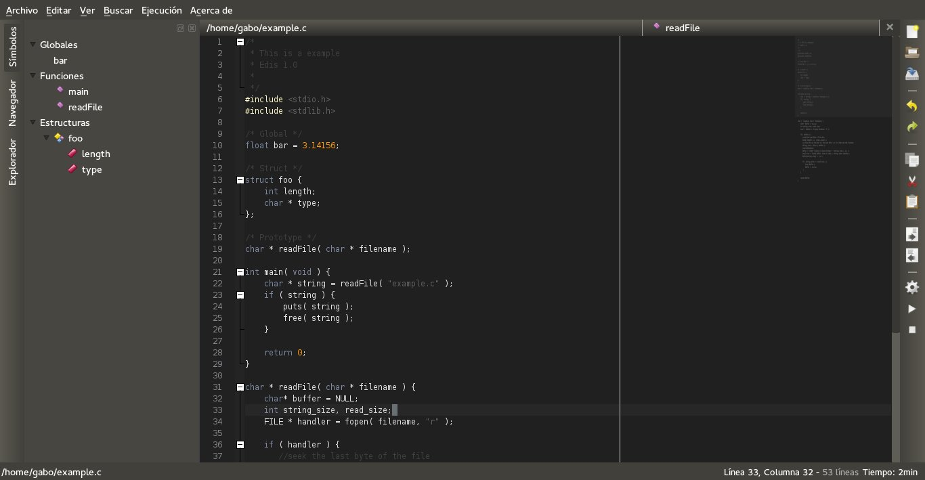 Archivo Editar Ver Buscar Ejecución Acerca de
/home/gabo/example.c
readFile
Símbolos
Navegador
Explorador
Globales
bar
Funciones
main
readFile
Estructuras
foo
length
type
1 /*
2 * This is a example
3 * Edis 1.0
4 *
5 */
6 #include <stdio.h>
7 #include <stdlib.h>
8
9 /* Global */
10 float bar = 3.14156;
11
12 /* Struct */
13 struct foo {
14 int length;
15 char * type;
16 };
17
18 /* Prototype */
19 char * readFile( char * filename );
20
21 int main( void ) {
22 char * string = readFile( "example.c" );
23 if ( string ) {
24 puts( string );
25 free( string );
26 }
27
28 return 0;
29 }
30
31 char * readFile( char * filename ) {
32 char* buffer = NULL;
33 int string_size, read_size;
34 FILE * handler = fopen( filename, "r" );
35
36 if ( handler ) {
37 //seek the last byte of the file
/home/gabo/example.c
Línea 33, Columna 32 - 53 líneas Tiempo: 2min